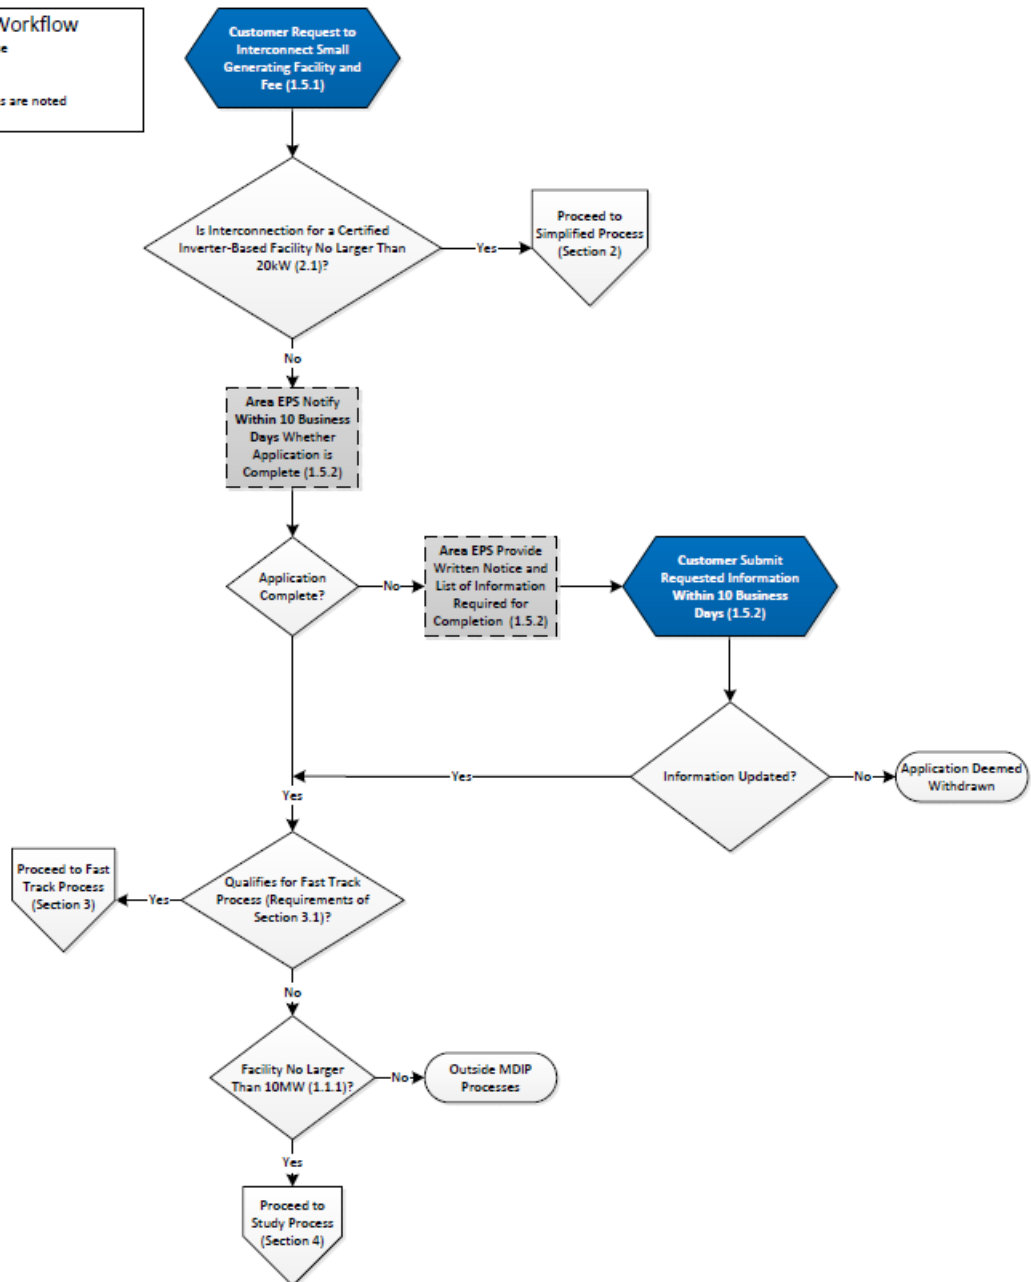 Workflow
e
s are noted
Customer Request to
Interconnect Small
Generating Facility and
Fee (1.5.1)
Is Interconnection for a Certified
Inverter-Based Facility No Larger Than
20kW (2.1)?
Yes
Proceed to
Simplified Process
(Section 2)
No
Area EPS Notify
Within 10 Business
Days Whether
Application is
Complete (1.5.2)
Application
Complete?
No
Area EPS Provide
Written Notice and
List of Information
Required for
Completion (1.5.2)
Customer Submit
Requested Information
Within 10 Business
Days (1.5.2)
Information Updated?
No
Application Deemed
Withdrawn
Yes
Yes
Qualifies for Fast Track
Process (Requirements of
Section 3.1)?
Yes
Proceed to Fast
Track Process
(Section 3)
No
Facility No Larger
Than 10MW (1.1.1)?
No
Outside MDIP
Processes
Yes
Proceed to
Study Process
(Section 4)